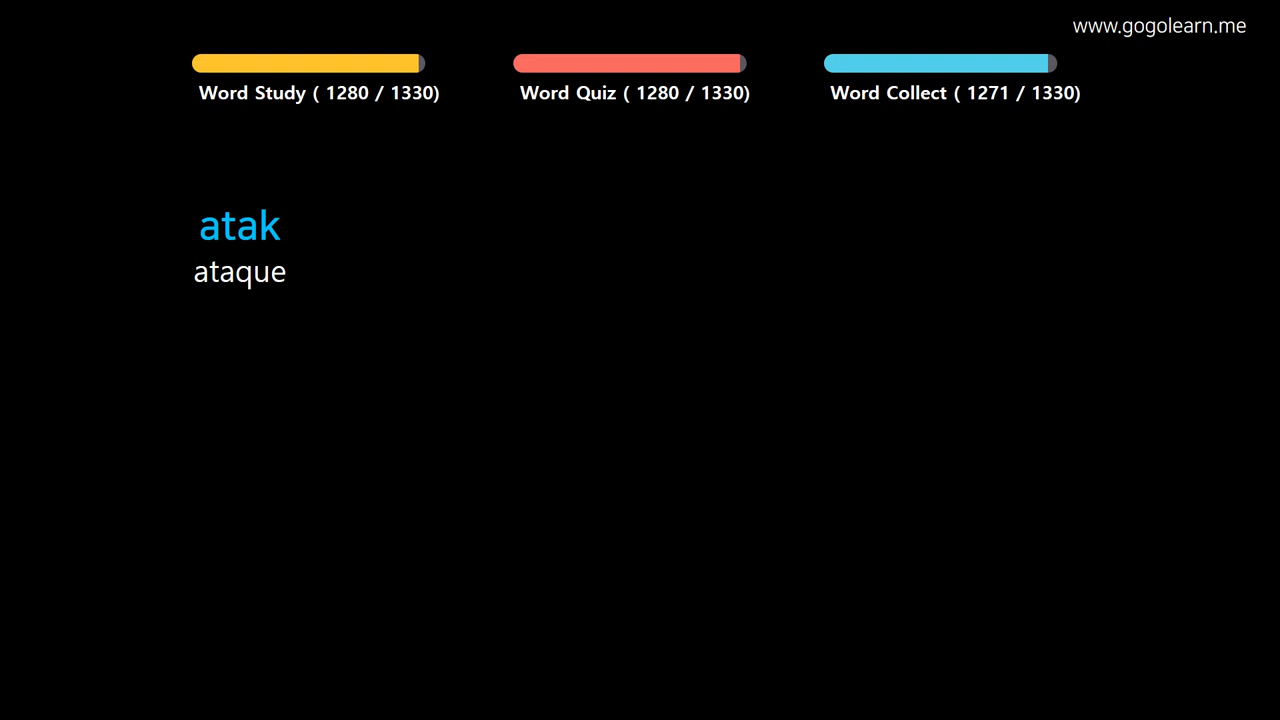 www.gogolearn.me
Word Study ( 1280 / 1330)
Word Quiz ( 1280 / 1330)
Word Collect ( 1271 / 1330)
atak
ataque